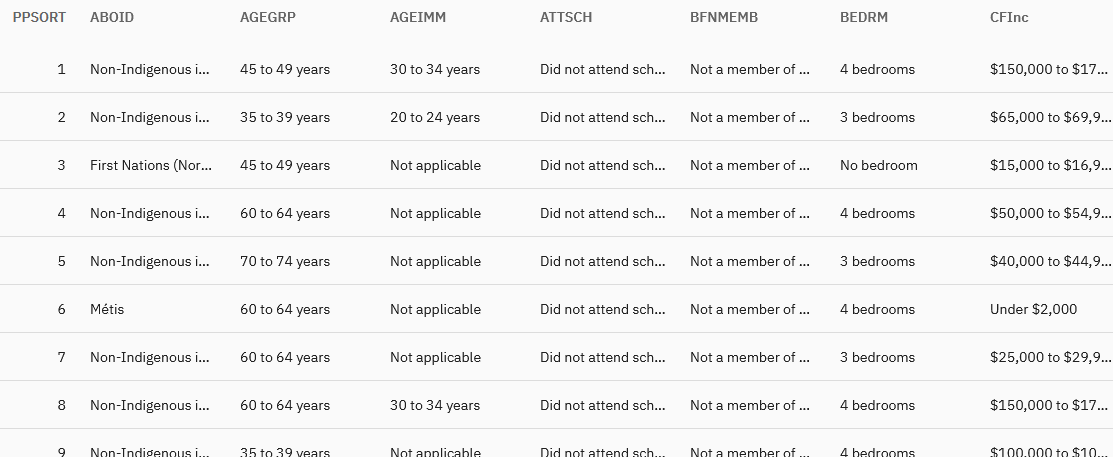 PPSORT ABOID AGEGRP AGEIMM ATTSCH BFNMEMB BEDRM CFInc
1 Non-Indigenous i... 45 to 49 years 30 to 34 years Did not attend sch... Not a member of ... 4 bedrooms $150,000 to $17...
2 Non-Indigenous i... 35 to 39 years 20 to 24 years Did not attend sch... Not a member of ... 3 bedrooms $65,000 to $69,9...
3 First Nations (Nor... 45 to 49 years Not applicable Did not attend sch... Not a member of ... No bedroom $15,000 to $16,9...
4 Non-Indigenous i... 60 to 64 years Not applicable Did not attend sch... Not a member of ... 4 bedrooms $50,000 to $54,9...
5 Non-Indigenous i... 70 to 74 years Not applicable Did not attend sch... Not a member of ... 3 bedrooms $40,000 to $44,9...
6 Métis 60 to 64 years Not applicable Did not attend sch... Not a member of ... 4 bedrooms Under $2,000
7 Non-Indigenous i... 60 to 64 years Not applicable Did not attend sch... Not a member of ... 3 bedrooms $25,000 to $29,9...
8 Non-Indigenous i... 60 to 64 years 30 to 34 years Did not attend sch... Not a member of ... 4 bedrooms $150,000 to $17...
9 Non-Indigenous i... 35 to 39 years Not applicable Did not attend sch... Not a member of ... 4 bedrooms $100,000 to $10...